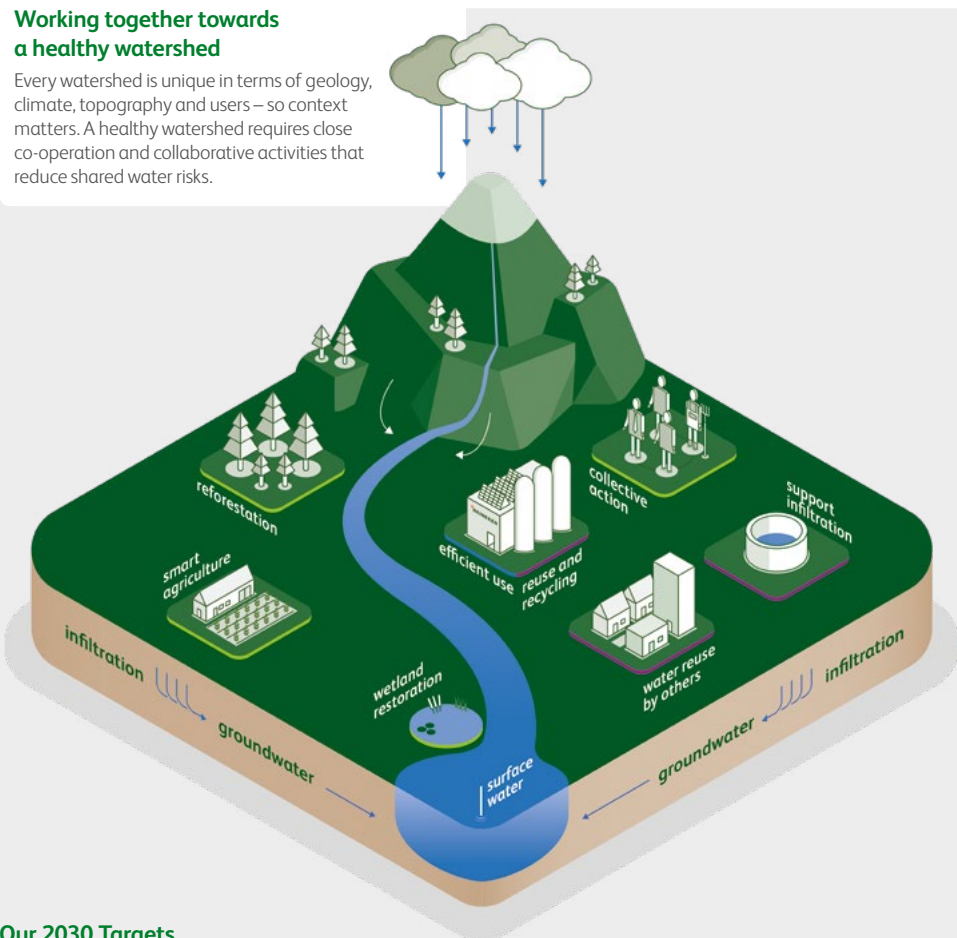 Working together towards
a healthy watershed
Every watershed is unique in terms of geology,
climate, topography and users – so context
matters. A healthy watershed requires close
co-operation and collaborative activities that
reduce shared water risks.
reforestation
collective
action
support
infiltration
efficient use
reuse and
recycling
smart
agriculture
water reuse
by others
wetland
restoration
infiltration
groundwater
surface
water
groundwater
infiltration
Our 2030 Targets